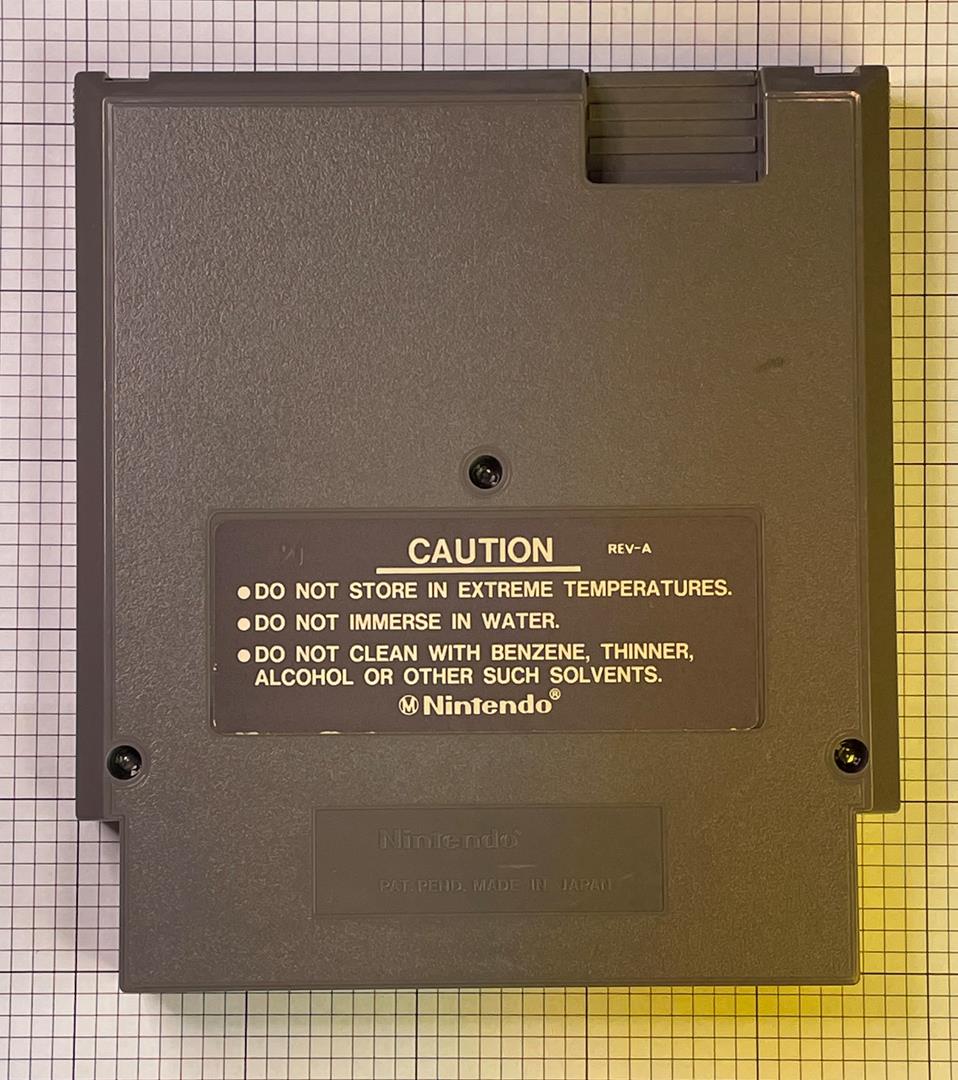 CAUTION REV-A
●DO NOT STORE IN EXTREME TEMPERATURES.
●DO NOT IMMERSE IN WATER.
●DO NOT CLEAN WITH BENZENE, THINNER,
ALCOHOL OR OTHER SUCH SOLVENTS.
Ⓜ Nintendo®
Nintendo®
PAT. PEND. MADE IN JAPAN